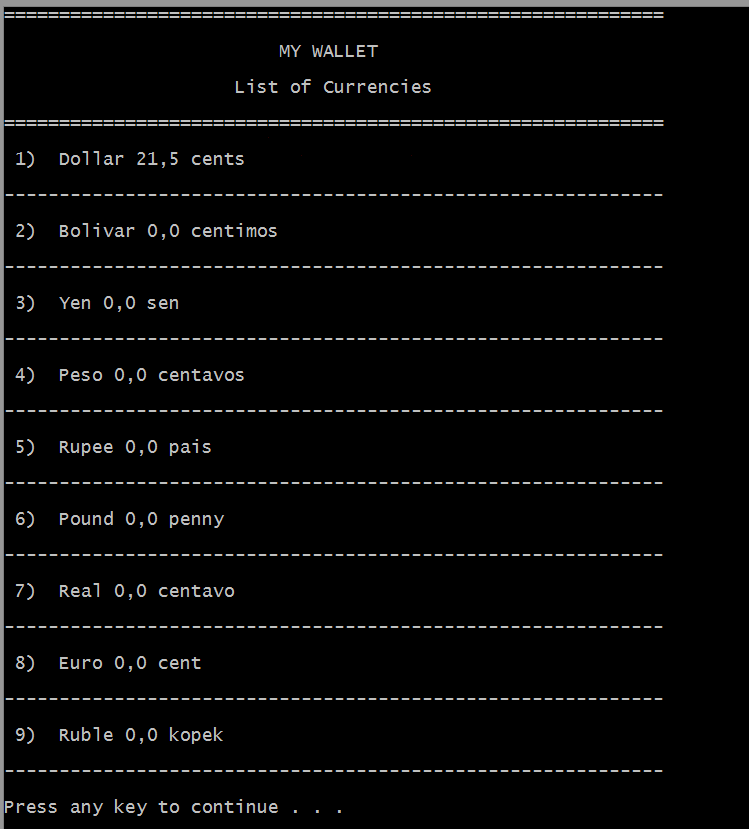 ============================================================
MY WALLET
List of Currencies
============================================================
1)  Dollar 21,5 cents
------------------------------------------------------------
2)  Bolivar 0,0 centimos
------------------------------------------------------------
3)  Yen 0,0 sen
------------------------------------------------------------
4)  Peso 0,0 centavos
------------------------------------------------------------
5)  Rupee 0,0 pais
------------------------------------------------------------
6)  Pound 0,0 penny
------------------------------------------------------------
7)  Real 0,0 centavo
------------------------------------------------------------
8)  Euro 0,0 cent
------------------------------------------------------------
9)  Ruble 0,0 kopek
------------------------------------------------------------
Press any key to continue . . .